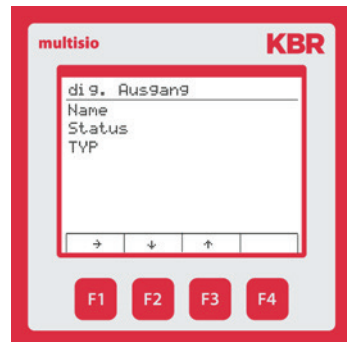 multisio KBR
dig. Ausgang
Name
Status
TYP
→ ↓ ↑
F1 F2 F3 F4